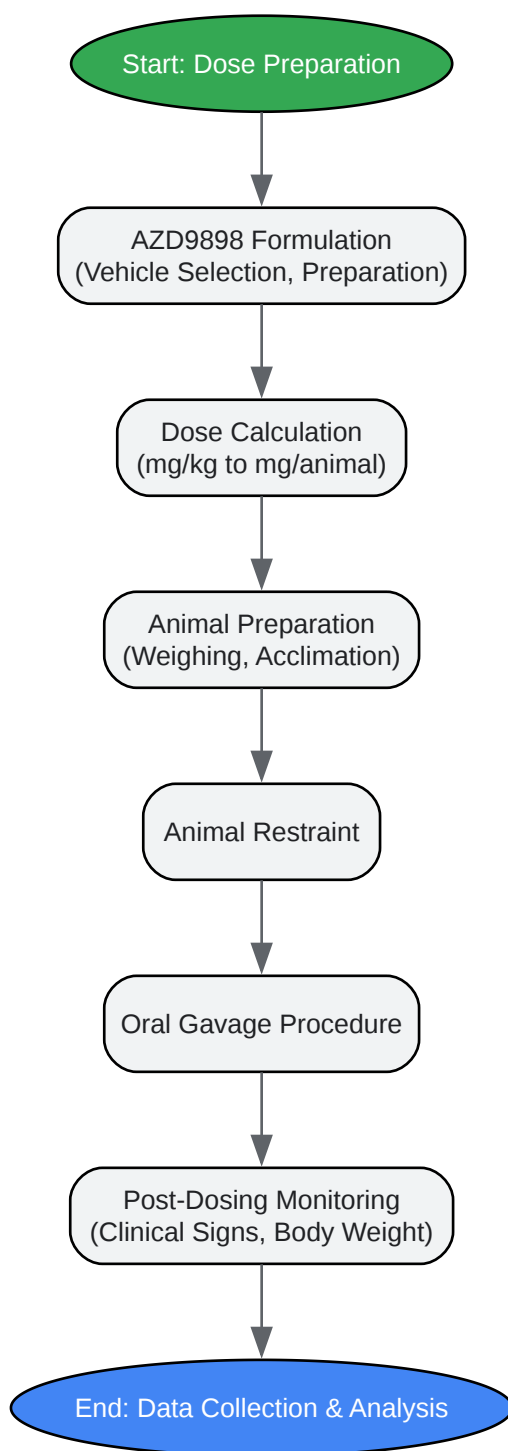 Start: Dose Preparation
AZD9898 Formulation
(Vehicle Selection, Preparation)
Dose Calculation
(mg/kg to mg/animal)
Animal Preparation
(Weighing, Acclimation)
Animal Restraint
Oral Gavage Procedure
Post-Dosing Monitoring
(Clinical Signs, Body Weight)
End: Data Collection & Analysis